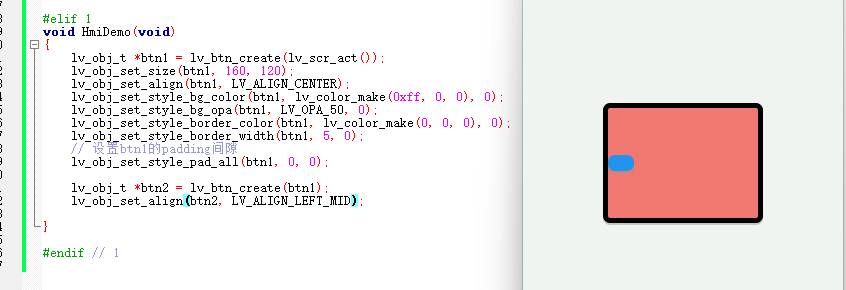 #elif 1
void HmiDemo(void)
{
lv_obj_t *btn1 = lv_btn_create(lv_scr_act());
lv_obj_set_size(btn1, 160, 120);
lv_obj_set_align(btn1, LV_ALIGN_CENTER);
lv_obj_set_style_bg_color(btn1, lv_color_make(0xff, 0, 0), 0);
lv_obj_set_style_bg_opa(btn1, LV_OPA_50, 0);
lv_obj_set_style_border_color(btn1, lv_color_make(0, 0, 0), 0);
lv_obj_set_style_border_width(btn1, 5, 0);
// 设置btn1的padding间隙
lv_obj_set_style_pad_all(btn1, 0, 0);
lv_obj_t *btn2 = lv_btn_create(btn1);
lv_obj_set_align(btn2, LV_ALIGN_LEFT_MID);
}
#endif // 1